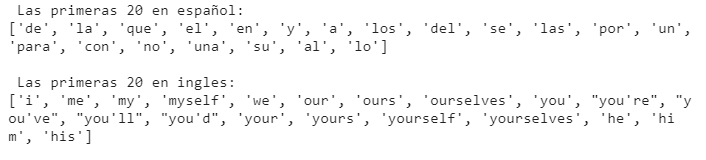 Las primeras 20 en español:
['de', 'la', 'que', 'el', 'en', 'y', 'a', 'los', 'del', 'se', 'las', 'por', 'un',
'para', 'con', 'no', 'una', 'su', 'al', 'lo']
Las primeras 20 en ingles:
['i', 'me', 'my', 'myself', 'we', 'our', 'ours', 'ourselves', 'you', "you're", "y
ou've", "you'll", "you'd", 'your', 'yours', 'yourself', 'yourselves', 'he', 'hi
m', 'his']